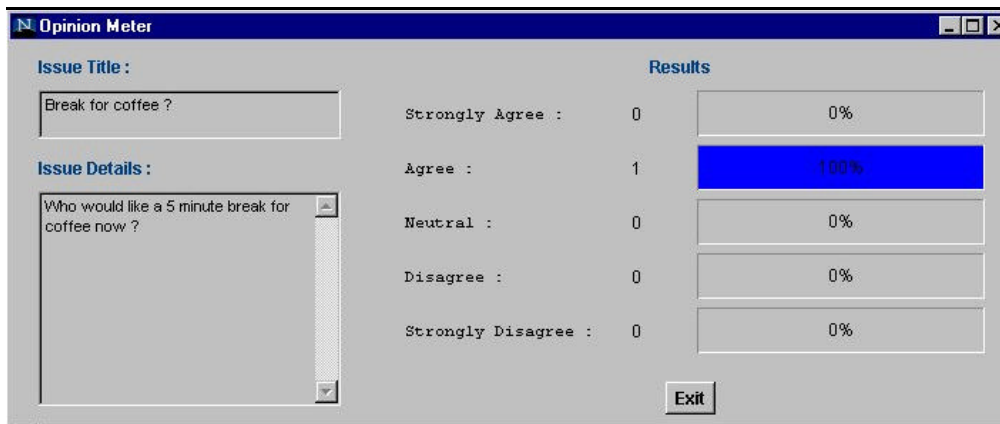 N Opinion Meter
Issue Title :
Break for coffee ?
Issue Details :
Who would like a 5 minute break for
coffee now ?
Results
Strongly Agree : 0 0%
Agree : 1 100%
Neutral : 0 0%
Disagree : 0 0%
Strongly Disagree : 0 0%
Exit